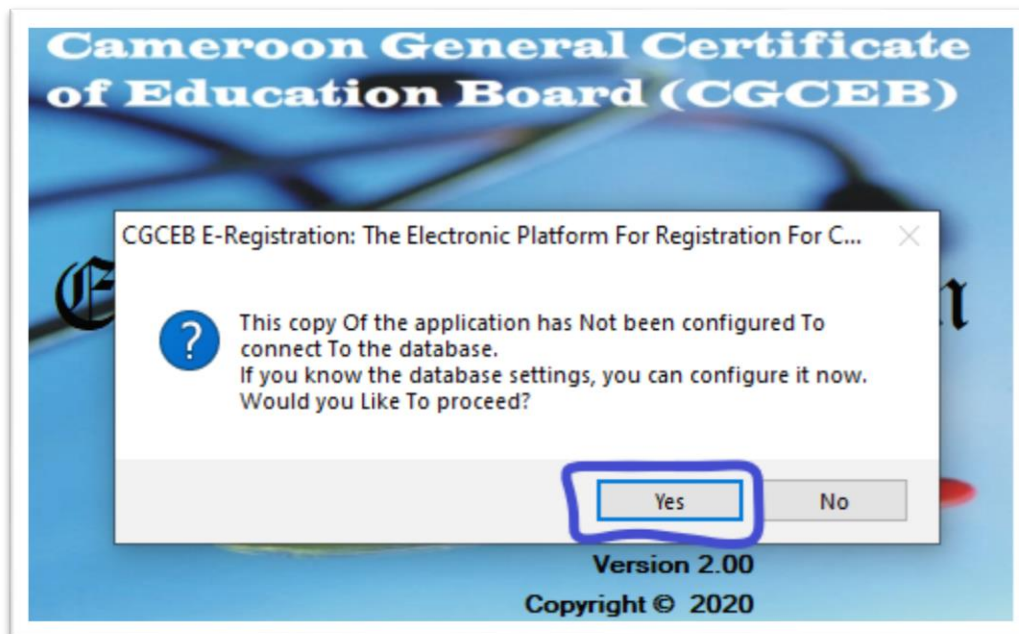 Cameroon General Certificate
of Education Board (CGCEB)
CGCEB E-Registration: The Electronic Platform For Registration For C...
This copy Of the application has Not been configured To
connect To the database.
If you know the database settings, you can configure it now.
Would you Like To proceed?
Yes
No
Version 2.00
Copyright © 2020